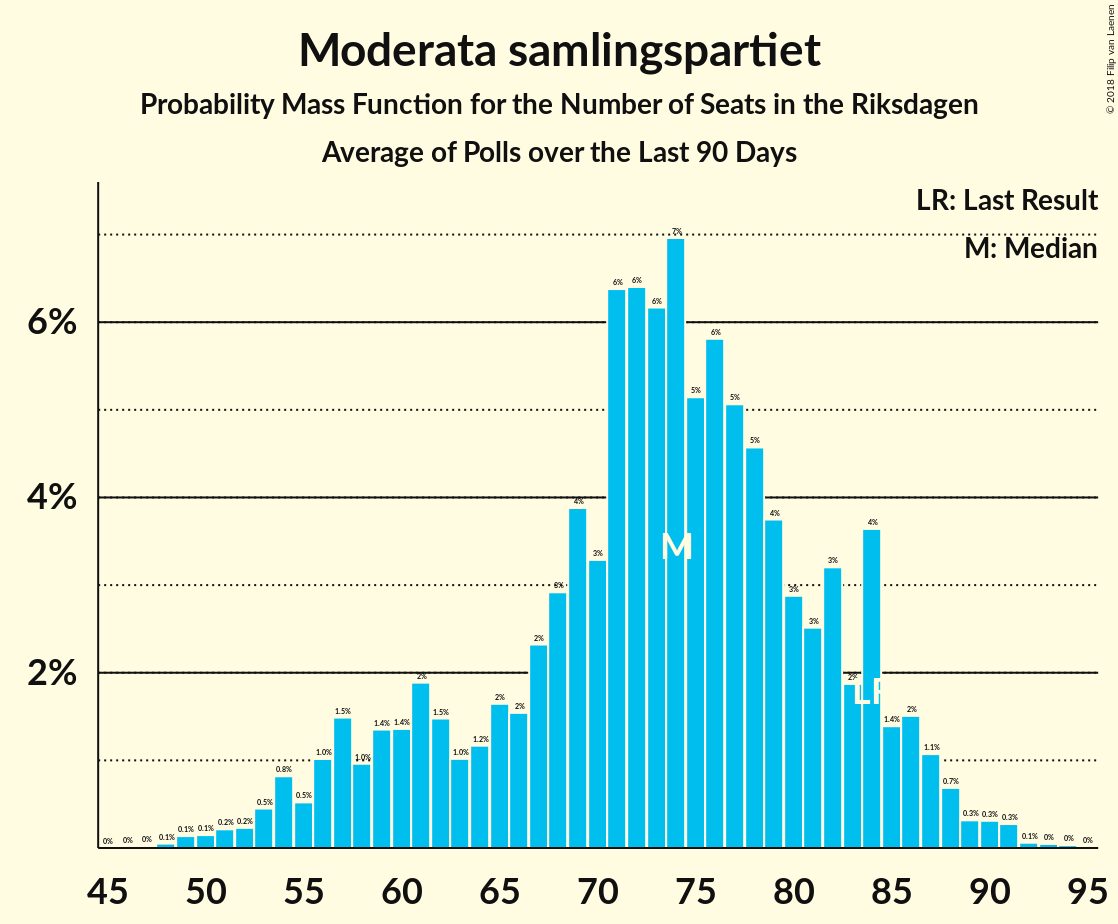 Moderata samlingspartiet
Probability Mass Function for the Number of Seats in the Riksdagen
Average of Polls over the Last 90 Days
© 2018 Filip van Laenen
LR: Last Result
M: Median
6%
4%
2%
0% 0% 0% 0.1% 0.1% 0.1% 0.2% 0.2% 0.5% 0.8% 0.5% 1.0% 1.5% 1.0% 1.4% 1.4% 2% 1.5% 1.0% 1.2% 2% 2% 2% 3% 4% 3% 6% 6% 6% 7% 5% 6% 5% 5% 4% 3% 3% 3% 2% 4% 1.4% 2% 1.1% 0.7% 0.3% 0.3% 0.3% 0.1% 0% 0% 0%
M
LR
45 50 55 60 65 70 75 80 85 90 95